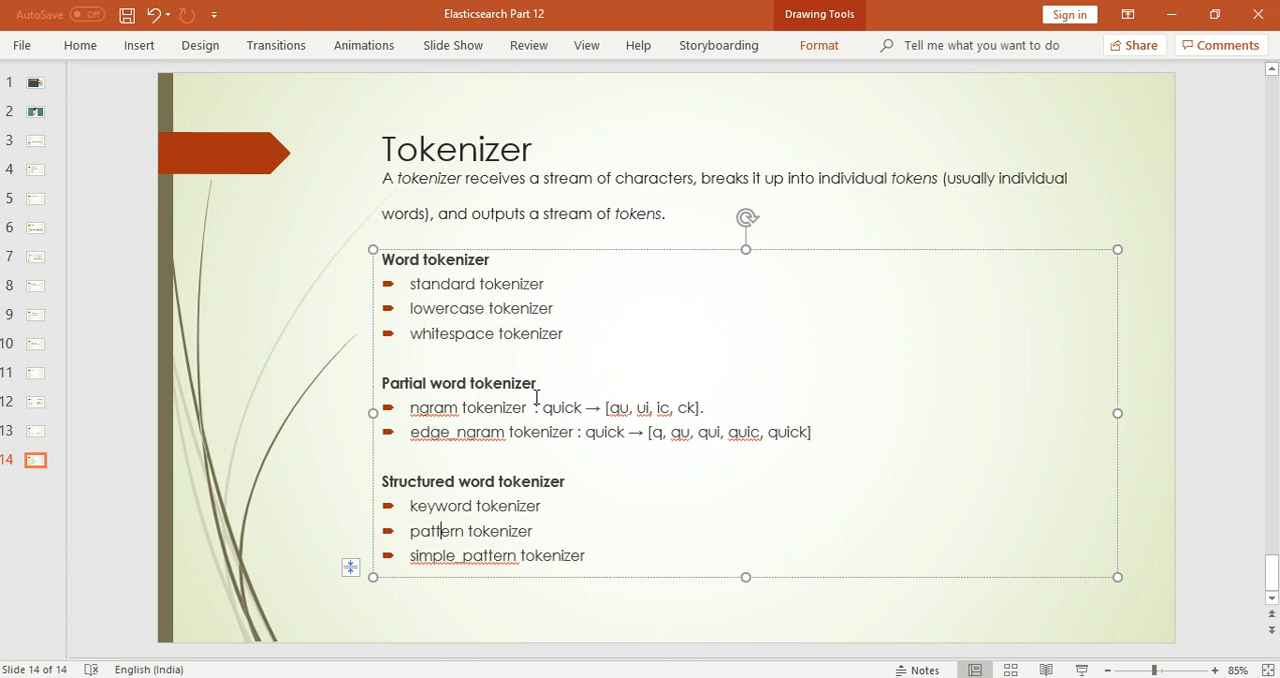 AutoSave Off
Elasticsearch Part 12
Drawing Tools
Sign in
File Home Insert Design Transitions Animations Slide Show Review View Help Storyboarding Format Tell me what you want to do Share Comments
1
2
3
4
5
6
7
8
9
10
11
12
13
14
Tokenizer
A tokenizer receives a stream of characters, breaks it up into individual tokens (usually individual
words), and outputs a stream of tokens.
Word tokenizer
standard tokenizer
lowercase tokenizer
whitespace tokenizer
Partial word tokenizer
ngram tokenizer : quick → [qu, ui, ic, ck].
edge_ngram tokenizer : quick → [q, qu, qui, quic, quick]
Structured word tokenizer
keyword tokenizer
pattern tokenizer
simple_pattern tokenizer
Slide 14 of 14 English (India) Notes 85%